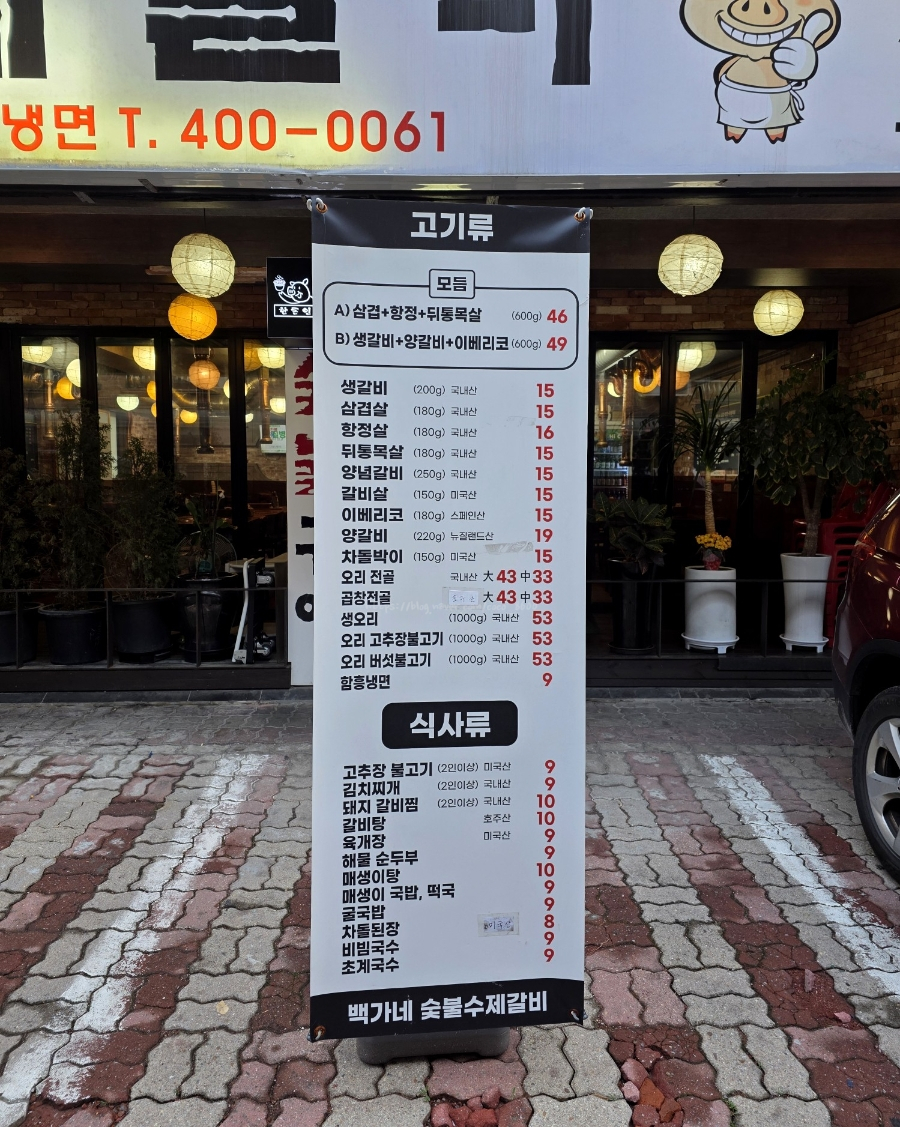 냉면 T. 400-0061
고기류
모듬
A) 삼겹+항정+뒤통목살 (600g) 46
B) 생갈비+양갈비+이베리코 (600g) 49
생갈비 (200g) 국내산 15
삼겹살 (180g) 국내산 15
항정살 (180g) 국내산 16
뒤통목살 (180g) 국내산 15
양념갈비 (250g) 국내산 15
갈비살 (150g) 미국산 15
이베리코 (180g) 스페인산 15
양갈비 (220g) 뉴질랜드산 19
차돌박이 (150g) 미국산 15
오리 전골 국내산 大 43 中 33
곱창전골 大 43 中 33
생오리 (1000g) 국내산 53
오리 고추장불고기 (1000g) 국내산 53
오리 버섯불고기 (1000g) 국내산 53
함흥냉면 9
식사류
고추장 불고기 (2인이상) 미국산 9
김치찌개 (2인이상) 국내산 9
돼지 갈비찜 (2인이상) 국내산 10
갈비탕 호주산 10
육개장 미국산 9
해물 순두부 9
매생이탕 10
매생이 국밥, 떡국 9
굴국밥 9
차돌된장 미국산 8
비빔국수 9
초계국수 9
백가네 숯불수제갈비